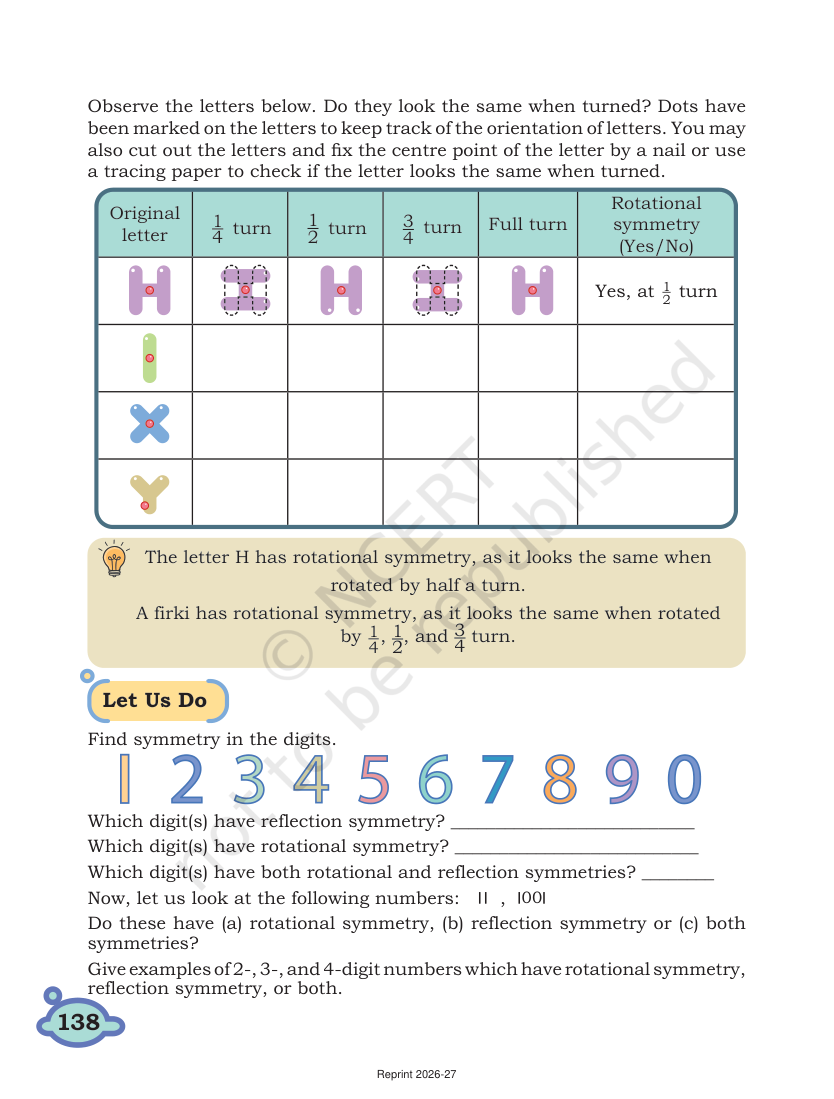 Observe the letters below. Do they look the same when turned? Dots have
been marked on the letters to keep track of the orientation of letters. You may
also cut out the letters and fix the centre point of the letter by a nail or use
a tracing paper to check if the letter looks the same when turned.
Original letter | 1/4 turn | 1/2 turn | 3/4 turn | Full turn | Rotational symmetry (Yes/No)
H | H | H | H | H | Yes, at 1/2 turn
I
X
Y
The letter H has rotational symmetry, as it looks the same when
rotated by half a turn.
A firki has rotational symmetry, as it looks the same when rotated
by 1/4, 1/2, and 3/4 turn.
Let Us Do
Find symmetry in the digits.
1 2 3 4 5 6 7 8 9 0
Which digit(s) have reflection symmetry? ___________________________
Which digit(s) have rotational symmetry? ___________________________
Which digit(s) have both rotational and reflection symmetries? ________
Now, let us look at the following numbers: 11 , 1001
Do these have (a) rotational symmetry, (b) reflection symmetry or (c) both
symmetries?
Give examples of 2-, 3-, and 4-digit numbers which have rotational symmetry,
reflection symmetry, or both.
138
Reprint 2026-27
© NCERT
not to be republished